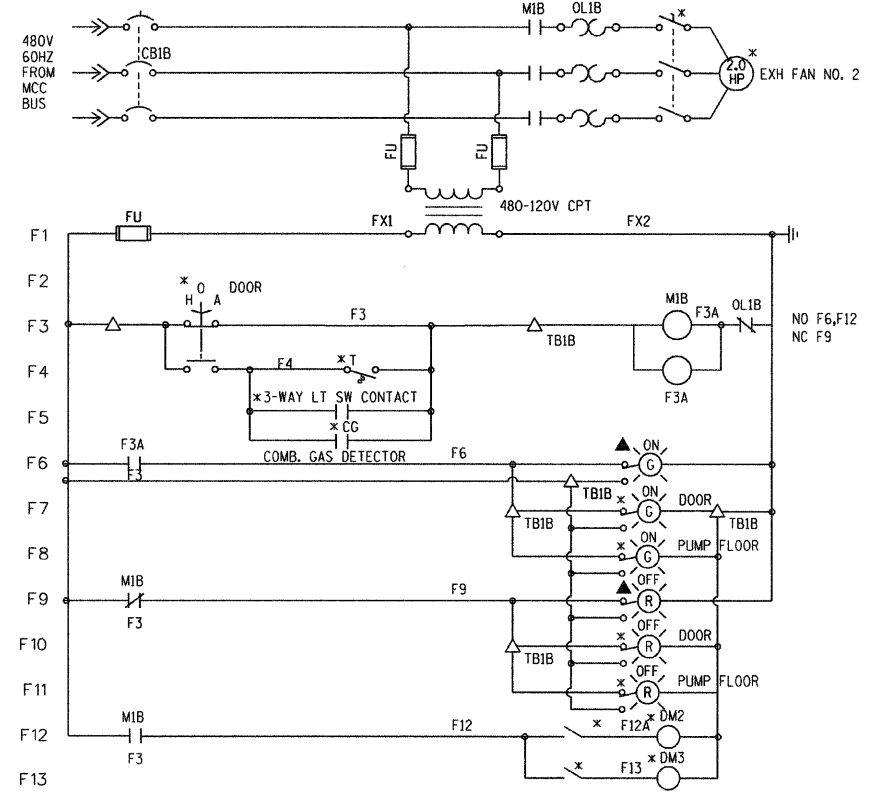 M1B OL1B *
480V
60HZ
FROM
MCC
BUS
CB1B
2.0
HP
*
EXH FAN NO. 2
FU FU
480-120V CPT
F1 FU FX1 FX2
F2
* O DOOR
H A
F3 F3 TB1B M1B F3A OL1B
NO F6,F12
NC F9
F4 F4 *T F3A
*3-WAY LT SW CONTACT
F5
*CG
COMB. GAS DETECTOR
F3A
F6 F3 F6 G ON
TB1B
F7 TB1B * G ON DOOR TB1B
F8 * G ON PUMP FLOOR
M1B
F9 F3 F9 R OFF
F10 TB1B * R OFF DOOR
F11 * R OFF PUMP FLOOR
M1B
F12 F3 F12 * F12A *DM2
F13 * F13 *DM3